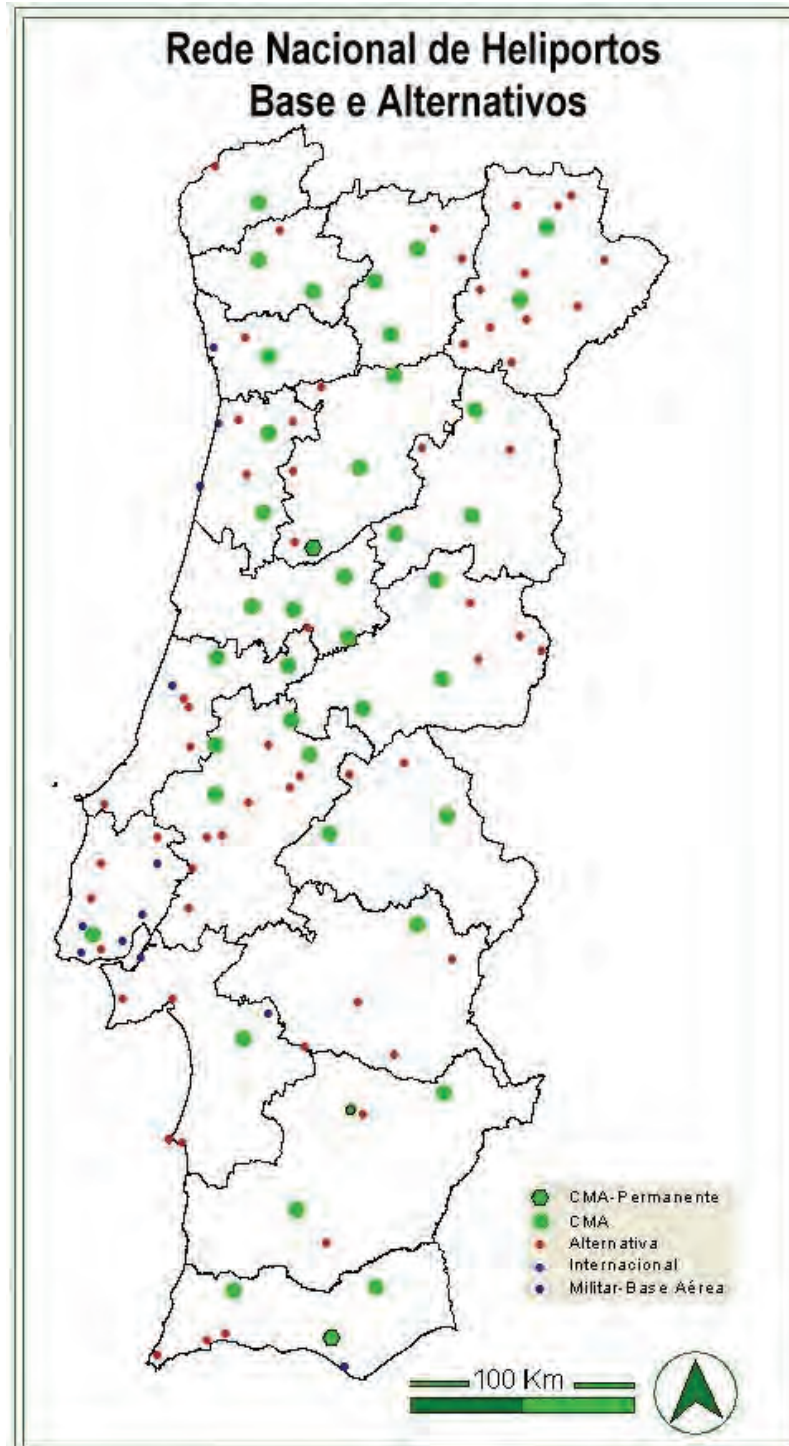 Rede Nacional de Heliportos
Base e Alternativos
CMA-Permanente
CMA
Alternativa
Internacional
Militar-Base Aérea
100 Km